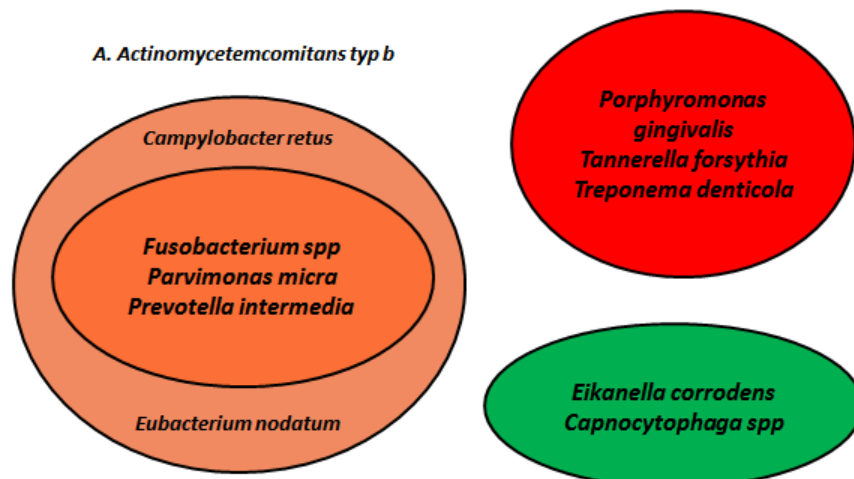 A. Actinomycetemcomitans typ b
Campylobacter retus
Fusobacterium spp
Parvimonas micra
Prevotella intermedia
Eubacterium nodatum
Porphyromonas
gingivalis
Tannerella forsythia
Treponema denticola
Eikanella corrodens
Capnocytophaga spp